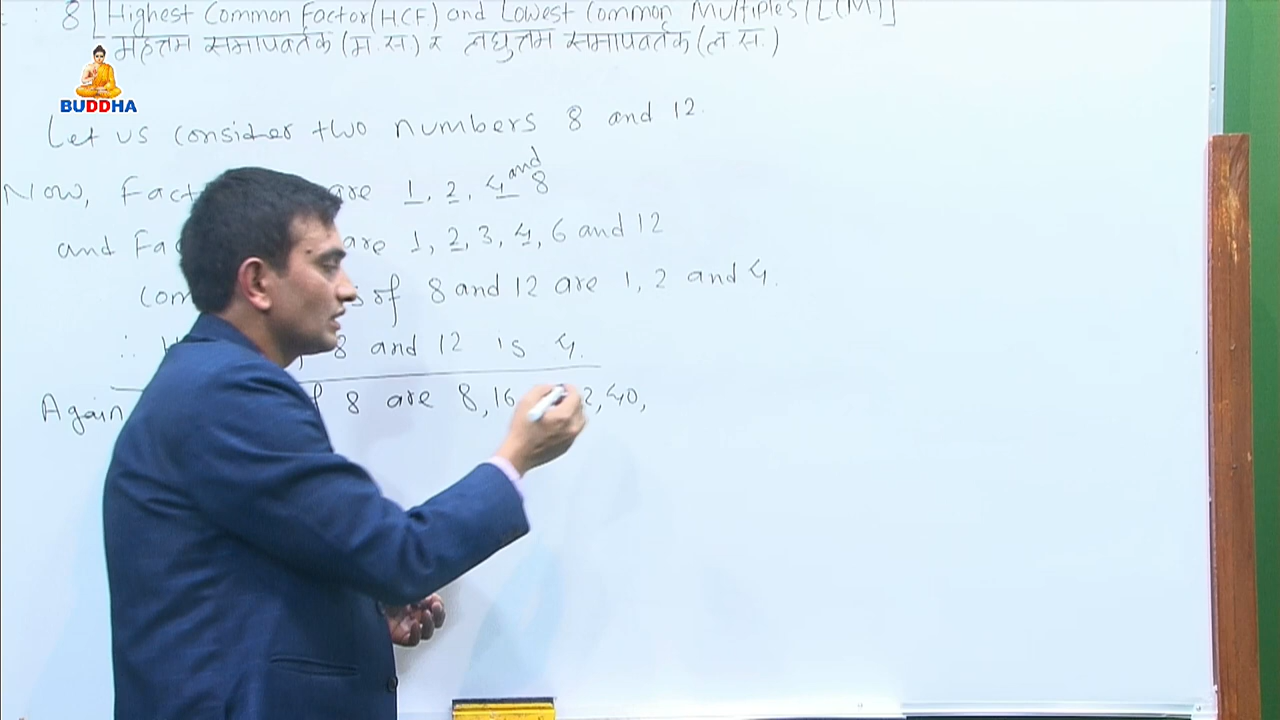 : 8 [Highest Common Factor(H.C.F.) and Lowest Common Multiples (LCM)]
महत्तम समापवर्तक (म.स) र लघुत्तम समापवर्तक (ल.स.)
BUDDHA
Let us consider two numbers 8 and 12.
Now, Fact are 1, 2, 4 and 8
and Fac are 1, 2, 3, 4, 6 and 12
Com s of 8 and 12 are 1, 2 and 4.
∴ H 8 and 12 is 4.
Again f 8 are 8, 16 2, 40,